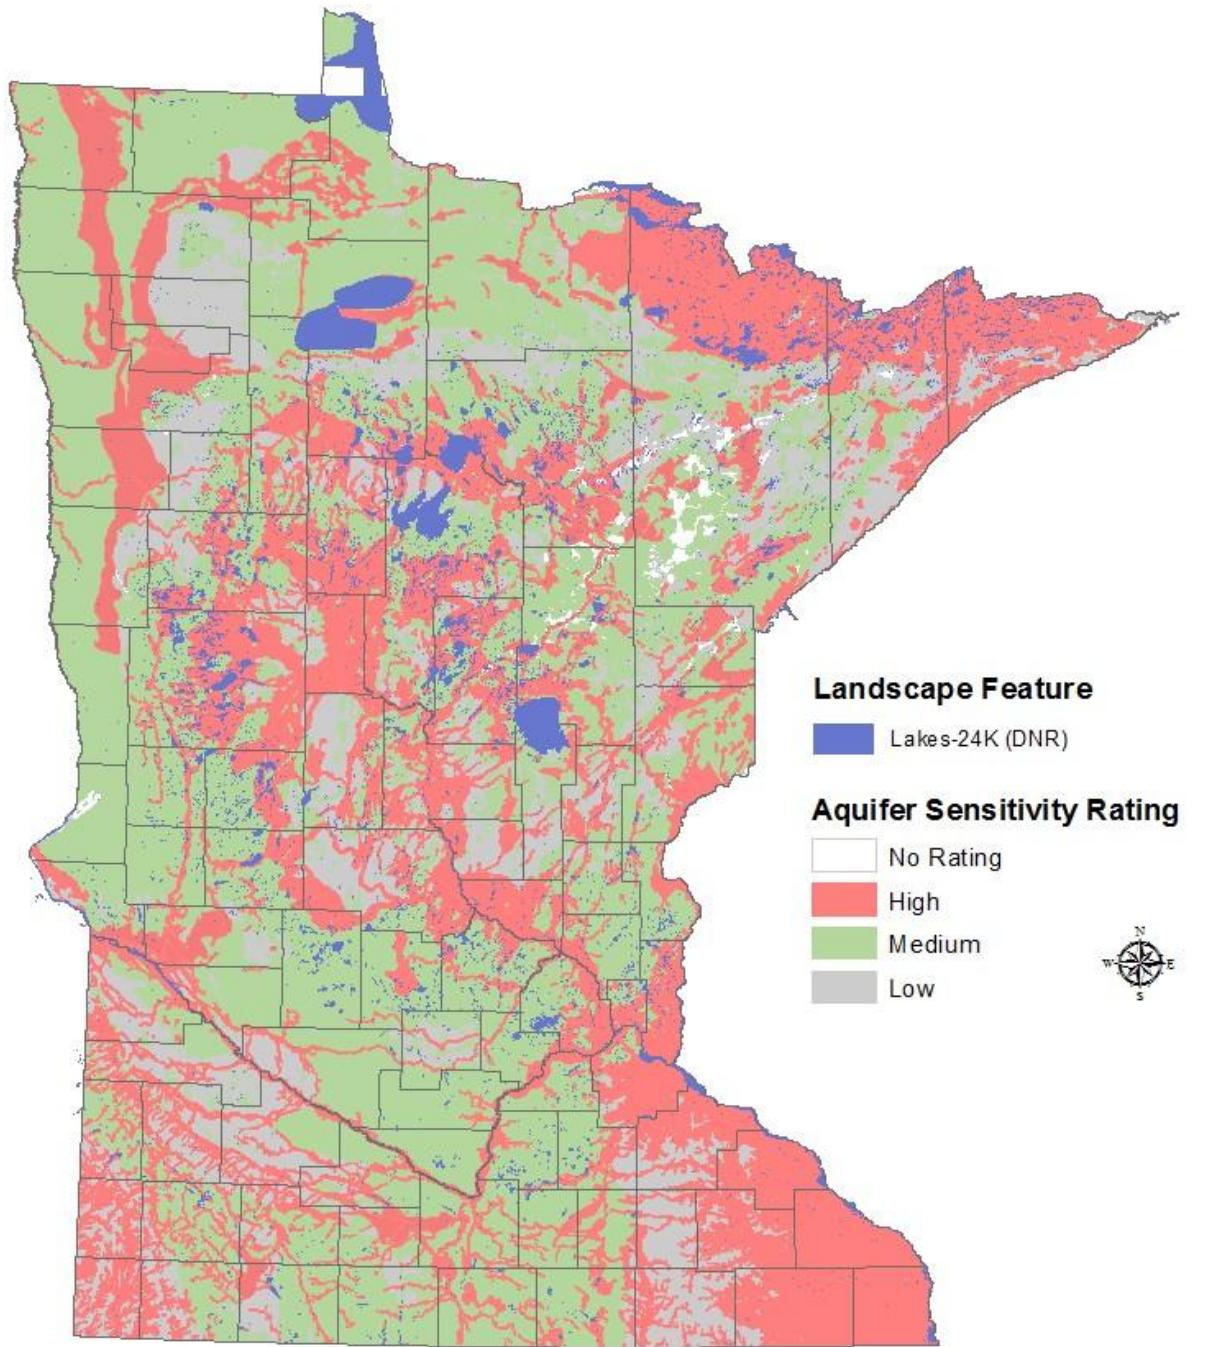 Landscape Feature
Lakes-24K (DNR)
Aquifer Sensitivity Rating
No Rating
High
Medium
Low
N
W E
S